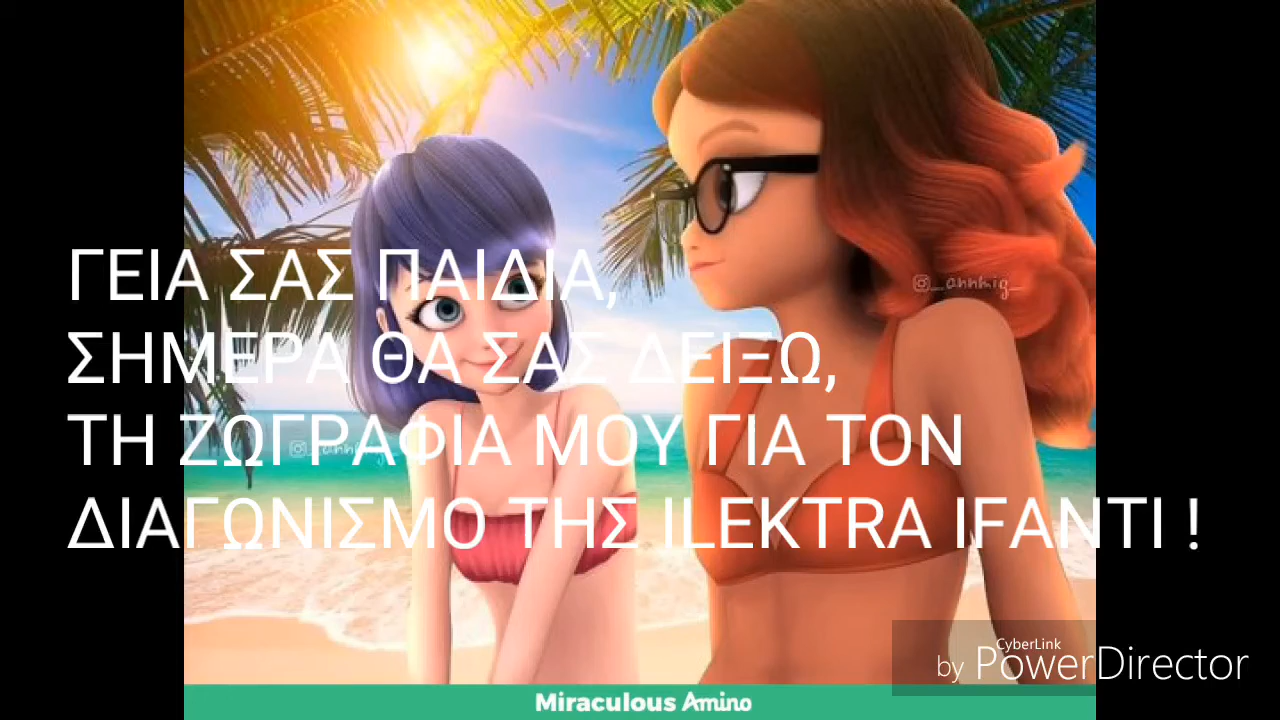 ΓΕΙΑ ΣΑΣ ΠΑΙΔΙΑ,
ΣΗΜΕΡΑ ΘΑ ΣΑΣ ΔΕΙΞΩ,
ΤΗ ΖΩΓΡΑΦΙΑ ΜΟΥ ΓΙΑ ΤΟΝ
ΔΙΑΓΩΝΙΣΜΟ ΤΗΣ ILEKTRA IFANTI !
_annmig_
CyberLink
by PowerDirector
Miraculous Amino